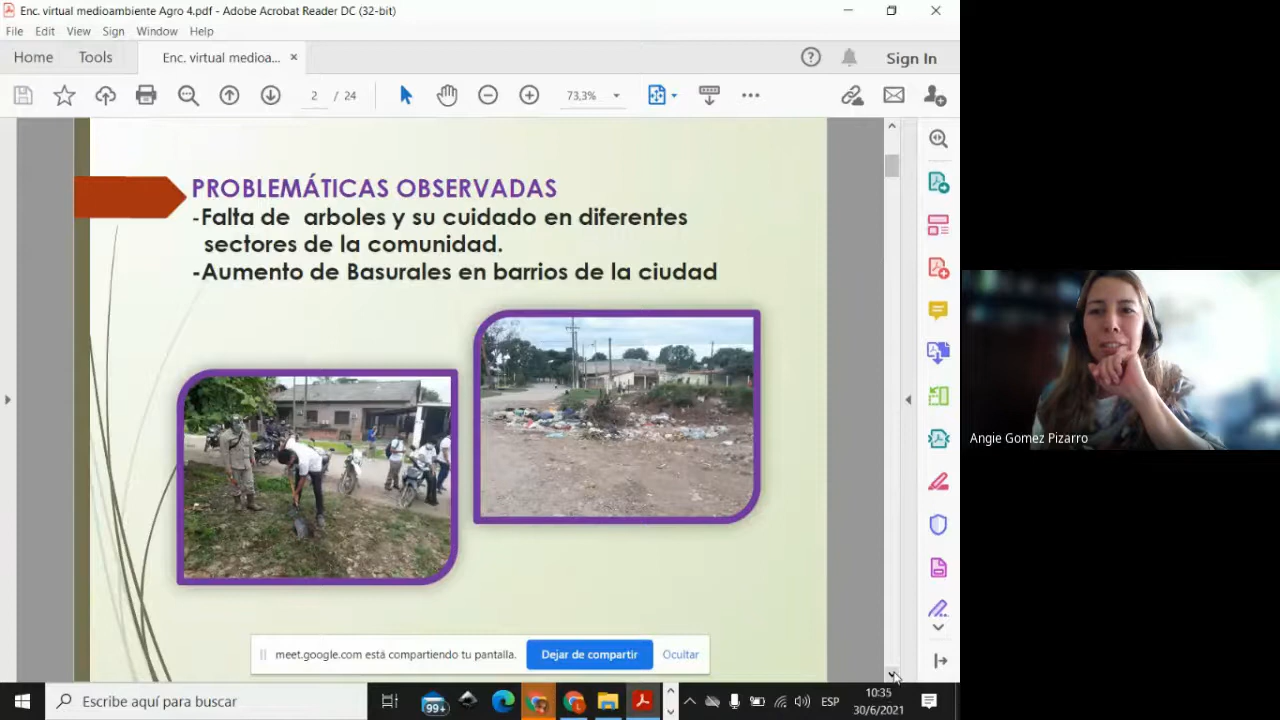 Enc. virtual medioambiente Agro 4.pdf - Adobe Acrobat Reader DC (32-bit)
File Edit View Sign Window Help
Home Tools Enc. virtual medioa... × Sign In
2 / 24 73,3%
PROBLEMÁTICAS OBSERVADAS
-Falta de arboles y su cuidado en diferentes
sectores de la comunidad.
-Aumento de Basurales en barrios de la ciudad
Angie Gomez Pizarro
meet.google.com está compartiendo tu pantalla. Dejar de compartir Ocultar
Escribe aquí para buscar
99+
ESP
10:35
30/6/2021